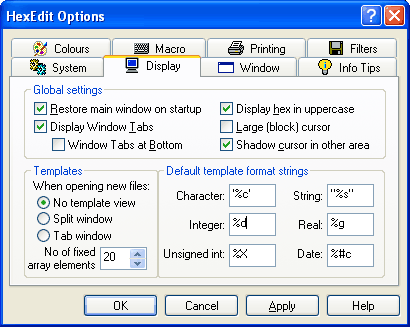 HexEdit Options
Colours Macro Printing Filters
System Display Window Info Tips
Global settings
Restore main window on startup Display hex in uppercase
Display Window Tabs Large (block) cursor
Window Tabs at Bottom Shadow cursor in other area
Templates Default template format strings
When opening new files:
No template view Character: '%c' String: "%s"
Split window
Tab window Integer: %d Real: %g
No of fixed array elements 20 Unsigned int: %X Date: %#c
OK Cancel Apply Help